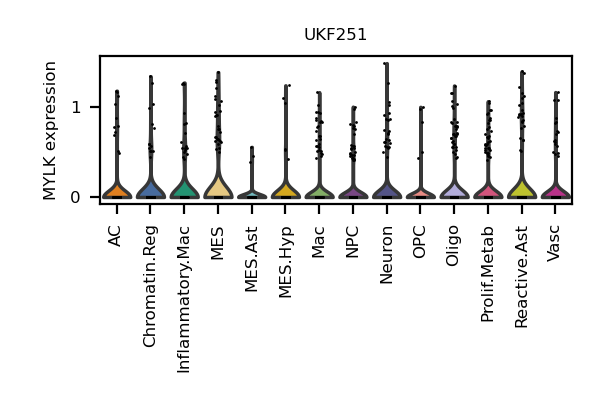 UKF251
MYLK expression
1
0
AC
Chromatin.Reg
Inflammatory.Mac
MES
MES.Ast
MES.Hyp
Mac
NPC
Neuron
OPC
Oligo
Prolif.Metab
Reactive.Ast
Vasc